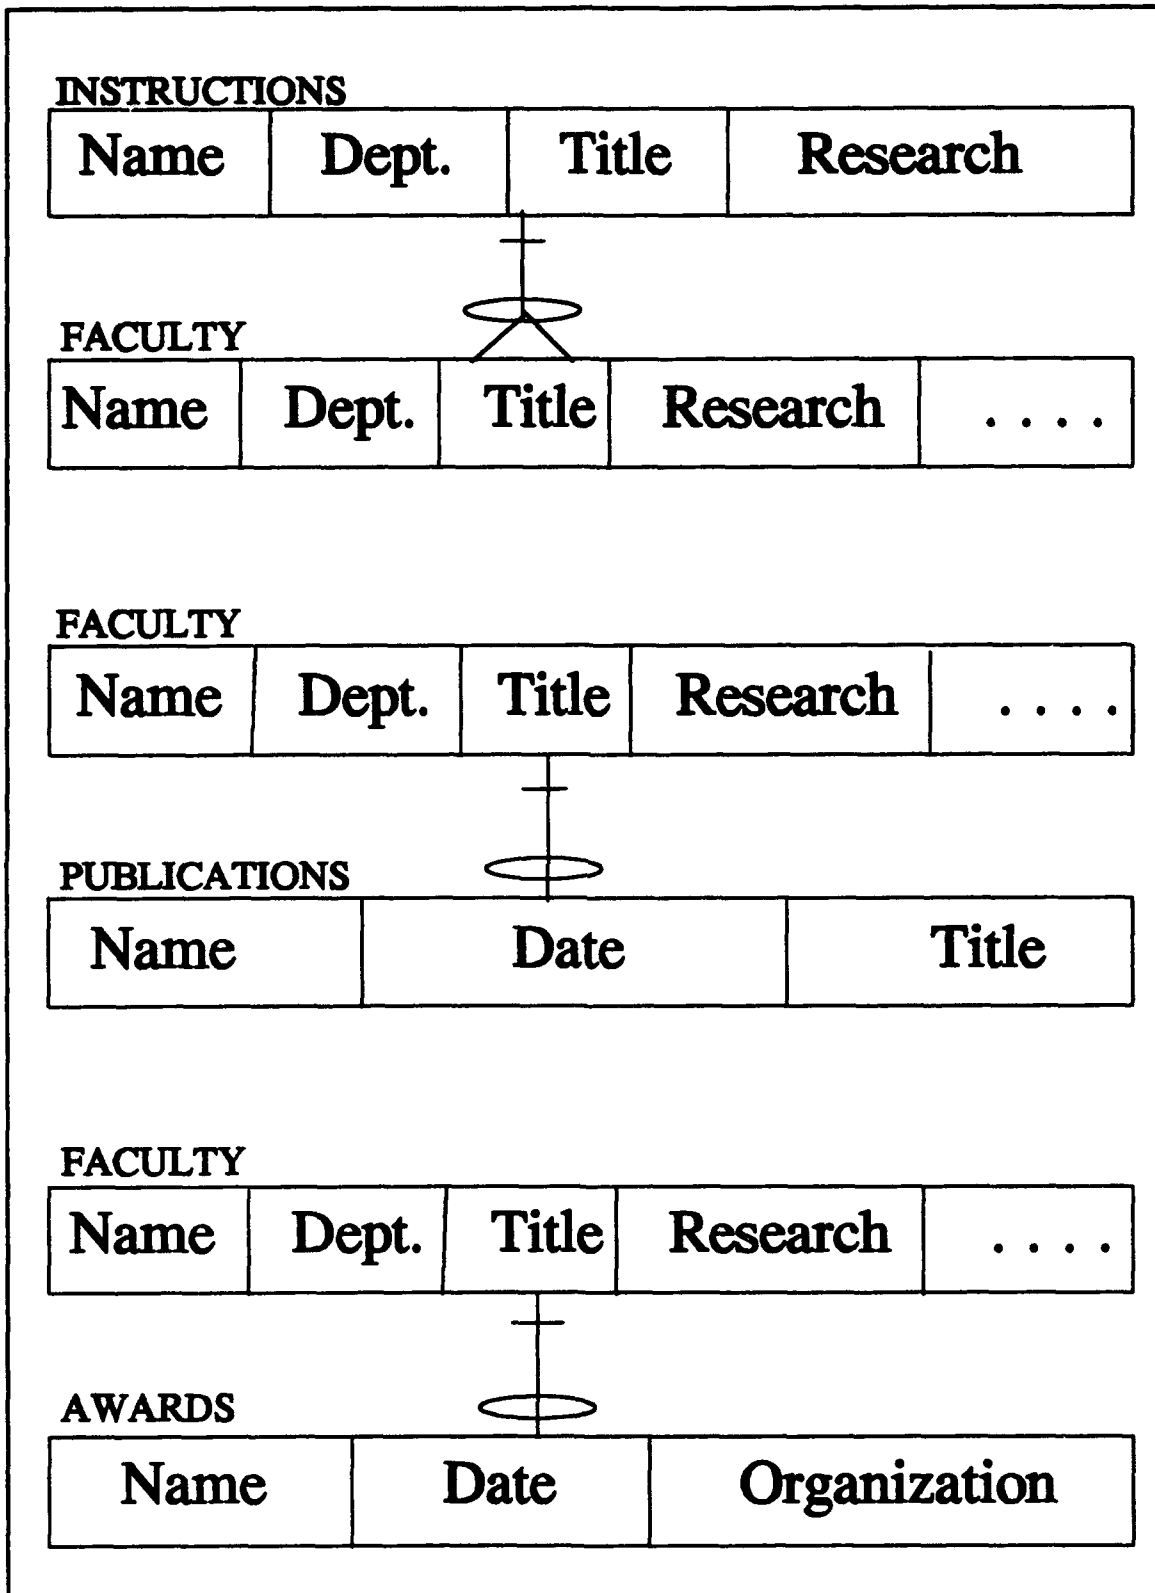 INSTRUCTIONS
Name Dept. Title Research
FACULTY
Name Dept. Title Research . . . .
FACULTY
Name Dept. Title Research . . . .
PUBLICATIONS
Name Date Title
FACULTY
Name Dept. Title Research . . . .
AWARDS
Name Date Organization